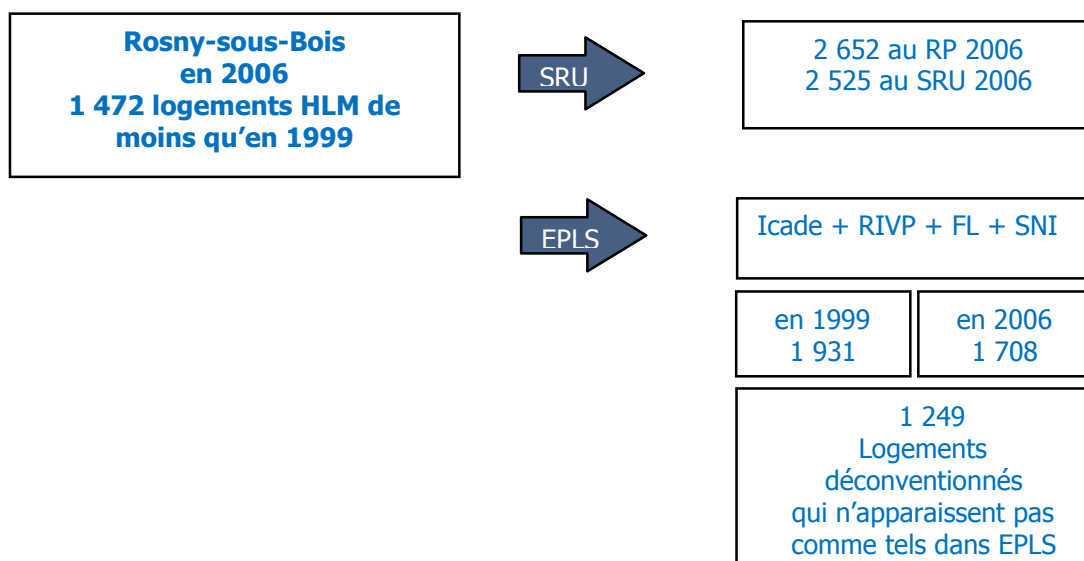 Rosny-sous-Bois
en 2006
1 472 logements HLM de
moins qu’en 1999
SRU
2 652 au RP 2006
2 525 au SRU 2006
EPLS
Icade + RIVP + FL + SNI
en 1999
1 931
en 2006
1 708
1 249
Logements
déconventionnés
qui n’apparaissent pas
comme tels dans EPLS